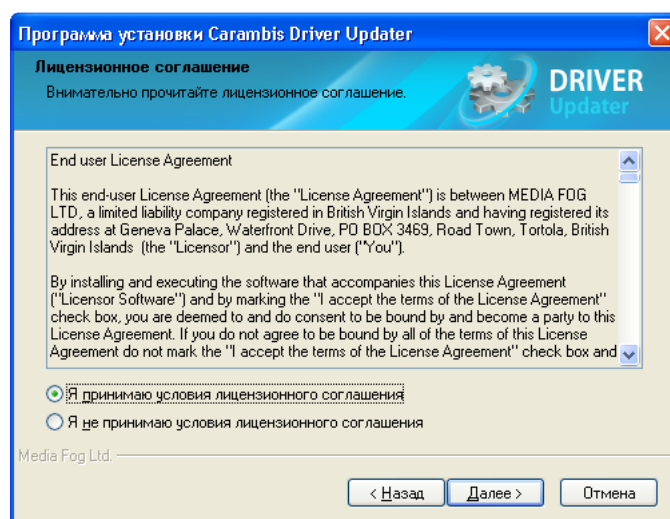 Программа установки Carambis Driver Updater
Лицензионное соглашение
Внимательно прочитайте лицензионное соглашение.
DRIVER
Updater
End user License Agreement
This end-user License Agreement (the "License Agreement") is between MEDIA FOG
LTD, a limited liability company registered in British Virgin Islands and having registered its
address at Geneva Palace, Waterfront Drive, PO BOX 3469, Road Town, Tortola, British
Virgin Islands (the "Licensor") and the end user ("You").
By installing and executing the software that accompanies this License Agreement
("Licensor Software") and by marking the "I accept the terms of the License Agreement"
check box, you are deemed to and do consent to be bound by and become a party to this
License Agreement. If you do not agree to be bound by all of the terms of this License
Agreement do not mark the "I accept the terms of the License Agreement" check box and
Я принимаю условия лицензионного соглашения
Я не принимаю условия лицензионного соглашения
Media Fog Ltd.
< Назад Далее > Отмена